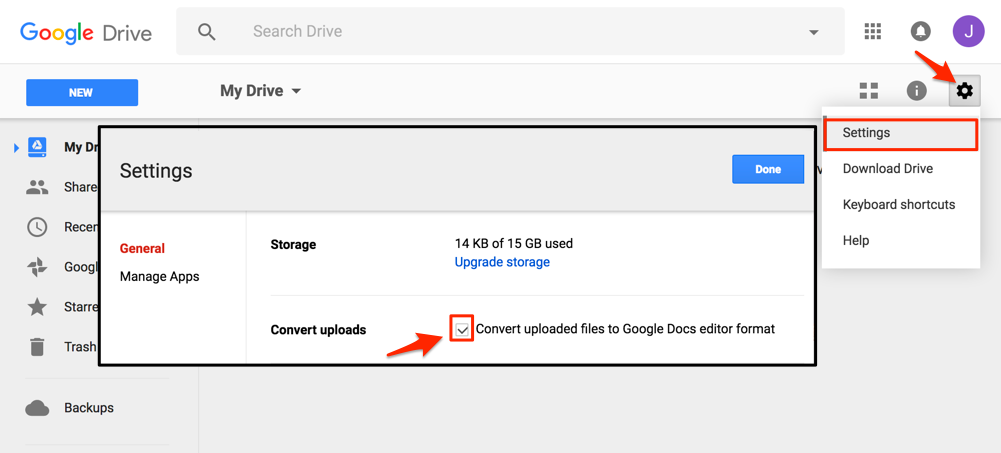 Google Drive
Search Drive
J
NEW
My Drive
Settings
Download Drive
Keyboard shortcuts
Help
My Dr
Share
Recen
Googl
Starre
Trash
Backups
Settings
Done
General
Manage Apps
Storage
14 KB of 15 GB used
Upgrade storage
Convert uploads
Convert uploaded files to Google Docs editor format